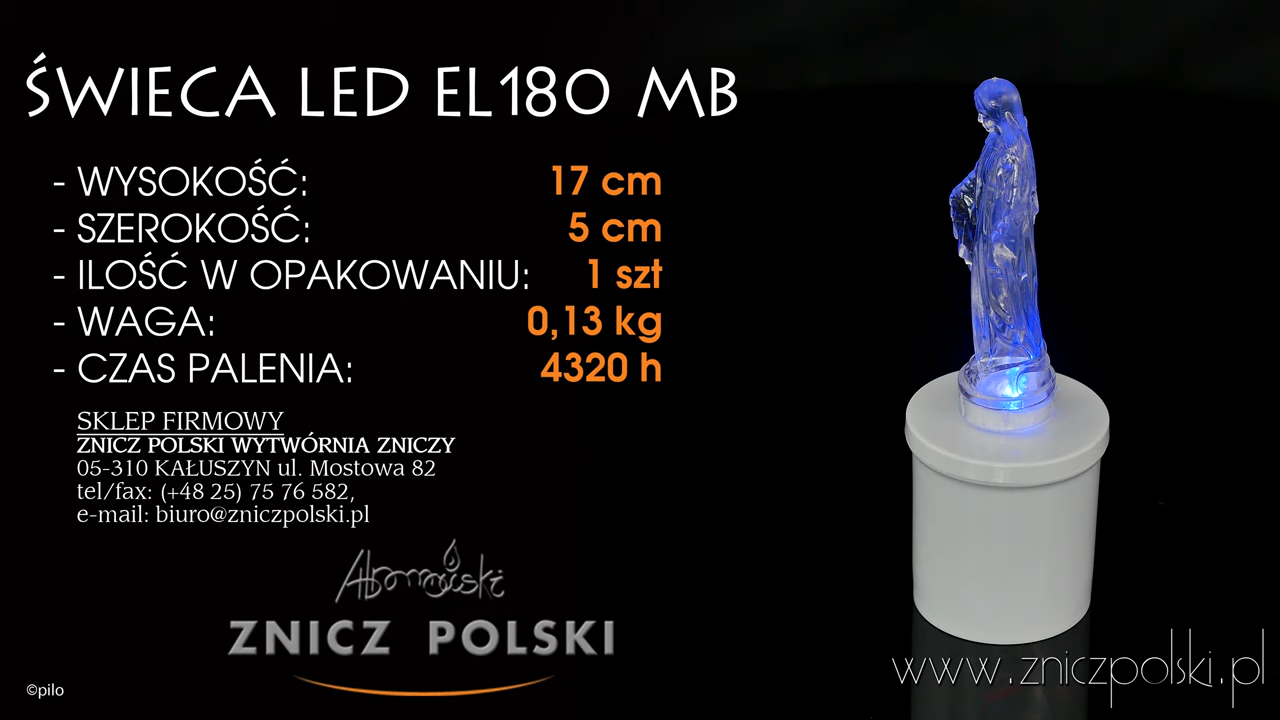 ŚWIECA LED EL180 MB
- WYSOKOŚĆ: 17 cm
- SZEROKOŚĆ: 5 cm
- ILOŚĆ W OPAKOWANIU: 1 szt
- WAGA: 0,13 kg
- CZAS PALENIA: 4320 h
SKLEP FIRMOWY
ZNICZ POLSKI WYTWÓRNIA ZNICZY
05-310 KAŁUSZYN ul. Mostowa 82
tel/fax: (+48 25) 75 76 582,
e-mail: biuro@zniczpolski.pl
ZNICZ POLSKI
www.zniczpolski.pl
©pilo